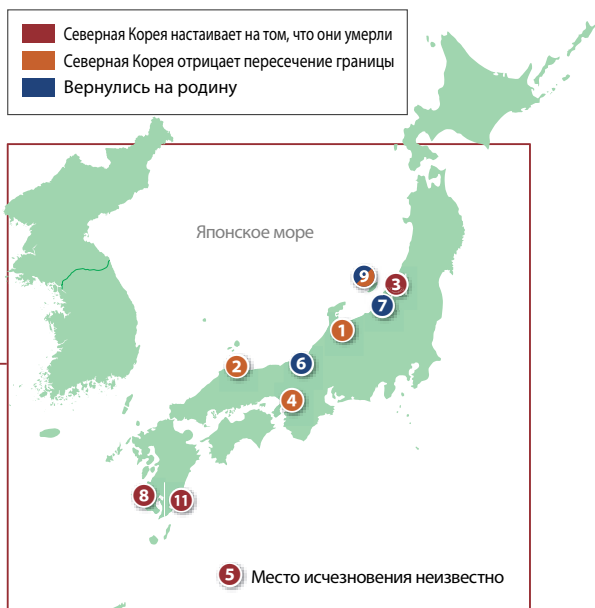 Северная Корея настаивает на том, что они умерли
Северная Корея отрицает пересечение границы
Вернулись на родину
Японское море
9
3
7
1
6
2
4
8
11
5 Место исчезновения неизвестно